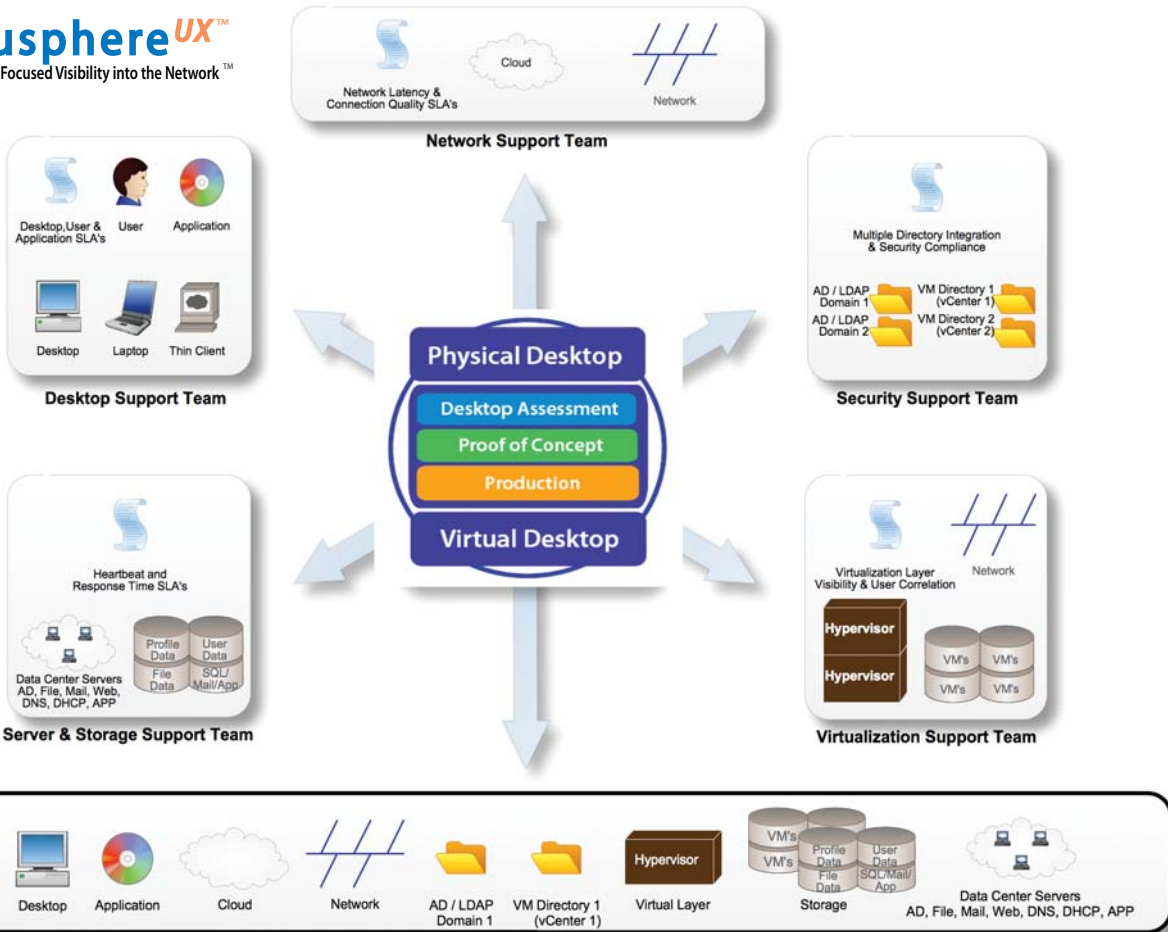 usphere UX™
Focused Visibility into the Network ™
Network Latency &
Connection Quality SLA's
Cloud
Network
Network Support Team
Desktop,User &
Application SLA's
User
Application
Desktop
Laptop
Thin Client
Desktop Support Team
Multiple Directory Integration
& Security Compliance
AD / LDAP
Domain 1
VM Directory 1
(vCenter 1)
AD / LDAP
Domain 2
VM Directory 2
(vCenter 2)
Security Support Team
Physical Desktop
Desktop Assessment
Proof of Concept
Production
Virtual Desktop
Heartbeat and
Response Time SLA's
Data Center Servers
AD, File, Mail, Web,
DNS, DHCP, APP
Profile
Data
User
Data
File
Data
SQL/
Mail/App
Server & Storage Support Team
Virtualization Layer
Visibility & User Correlation
Network
Hypervisor
Hypervisor
VM's
VM's
VM's
VM's
Virtualization Support Team
Desktop
Application
Cloud
Network
AD / LDAP
Domain 1
VM Directory 1
(vCenter 1)
Hypervisor
Virtual Layer
VM's
VM's
Profile
Data
User
Data
File
Data
SQL/Mail/
App
Storage
Data Center Servers
AD, File, Mail, Web, DNS, DHCP, APP